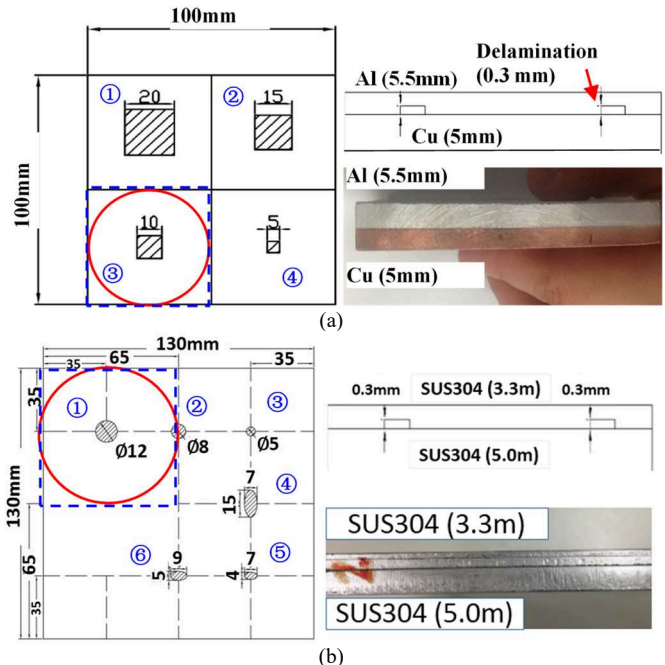 100mm
100mm
① 20
② 15
③ 10
5
④
Al (5.5mm)
Delamination
(0.3 mm)
Cu (5mm)
Al (5.5mm)
Cu (5mm)
(a)
130mm
65
35
35
130mm
35
65
35
①
Ø12
②
Ø8
③
Ø5
④
7
15
⑤
7
4
⑥
9
5
0.3mm SUS304 (3.3m) 0.3mm
SUS304 (5.0m)
SUS304 (3.3m)
SUS304 (5.0m)
(b)